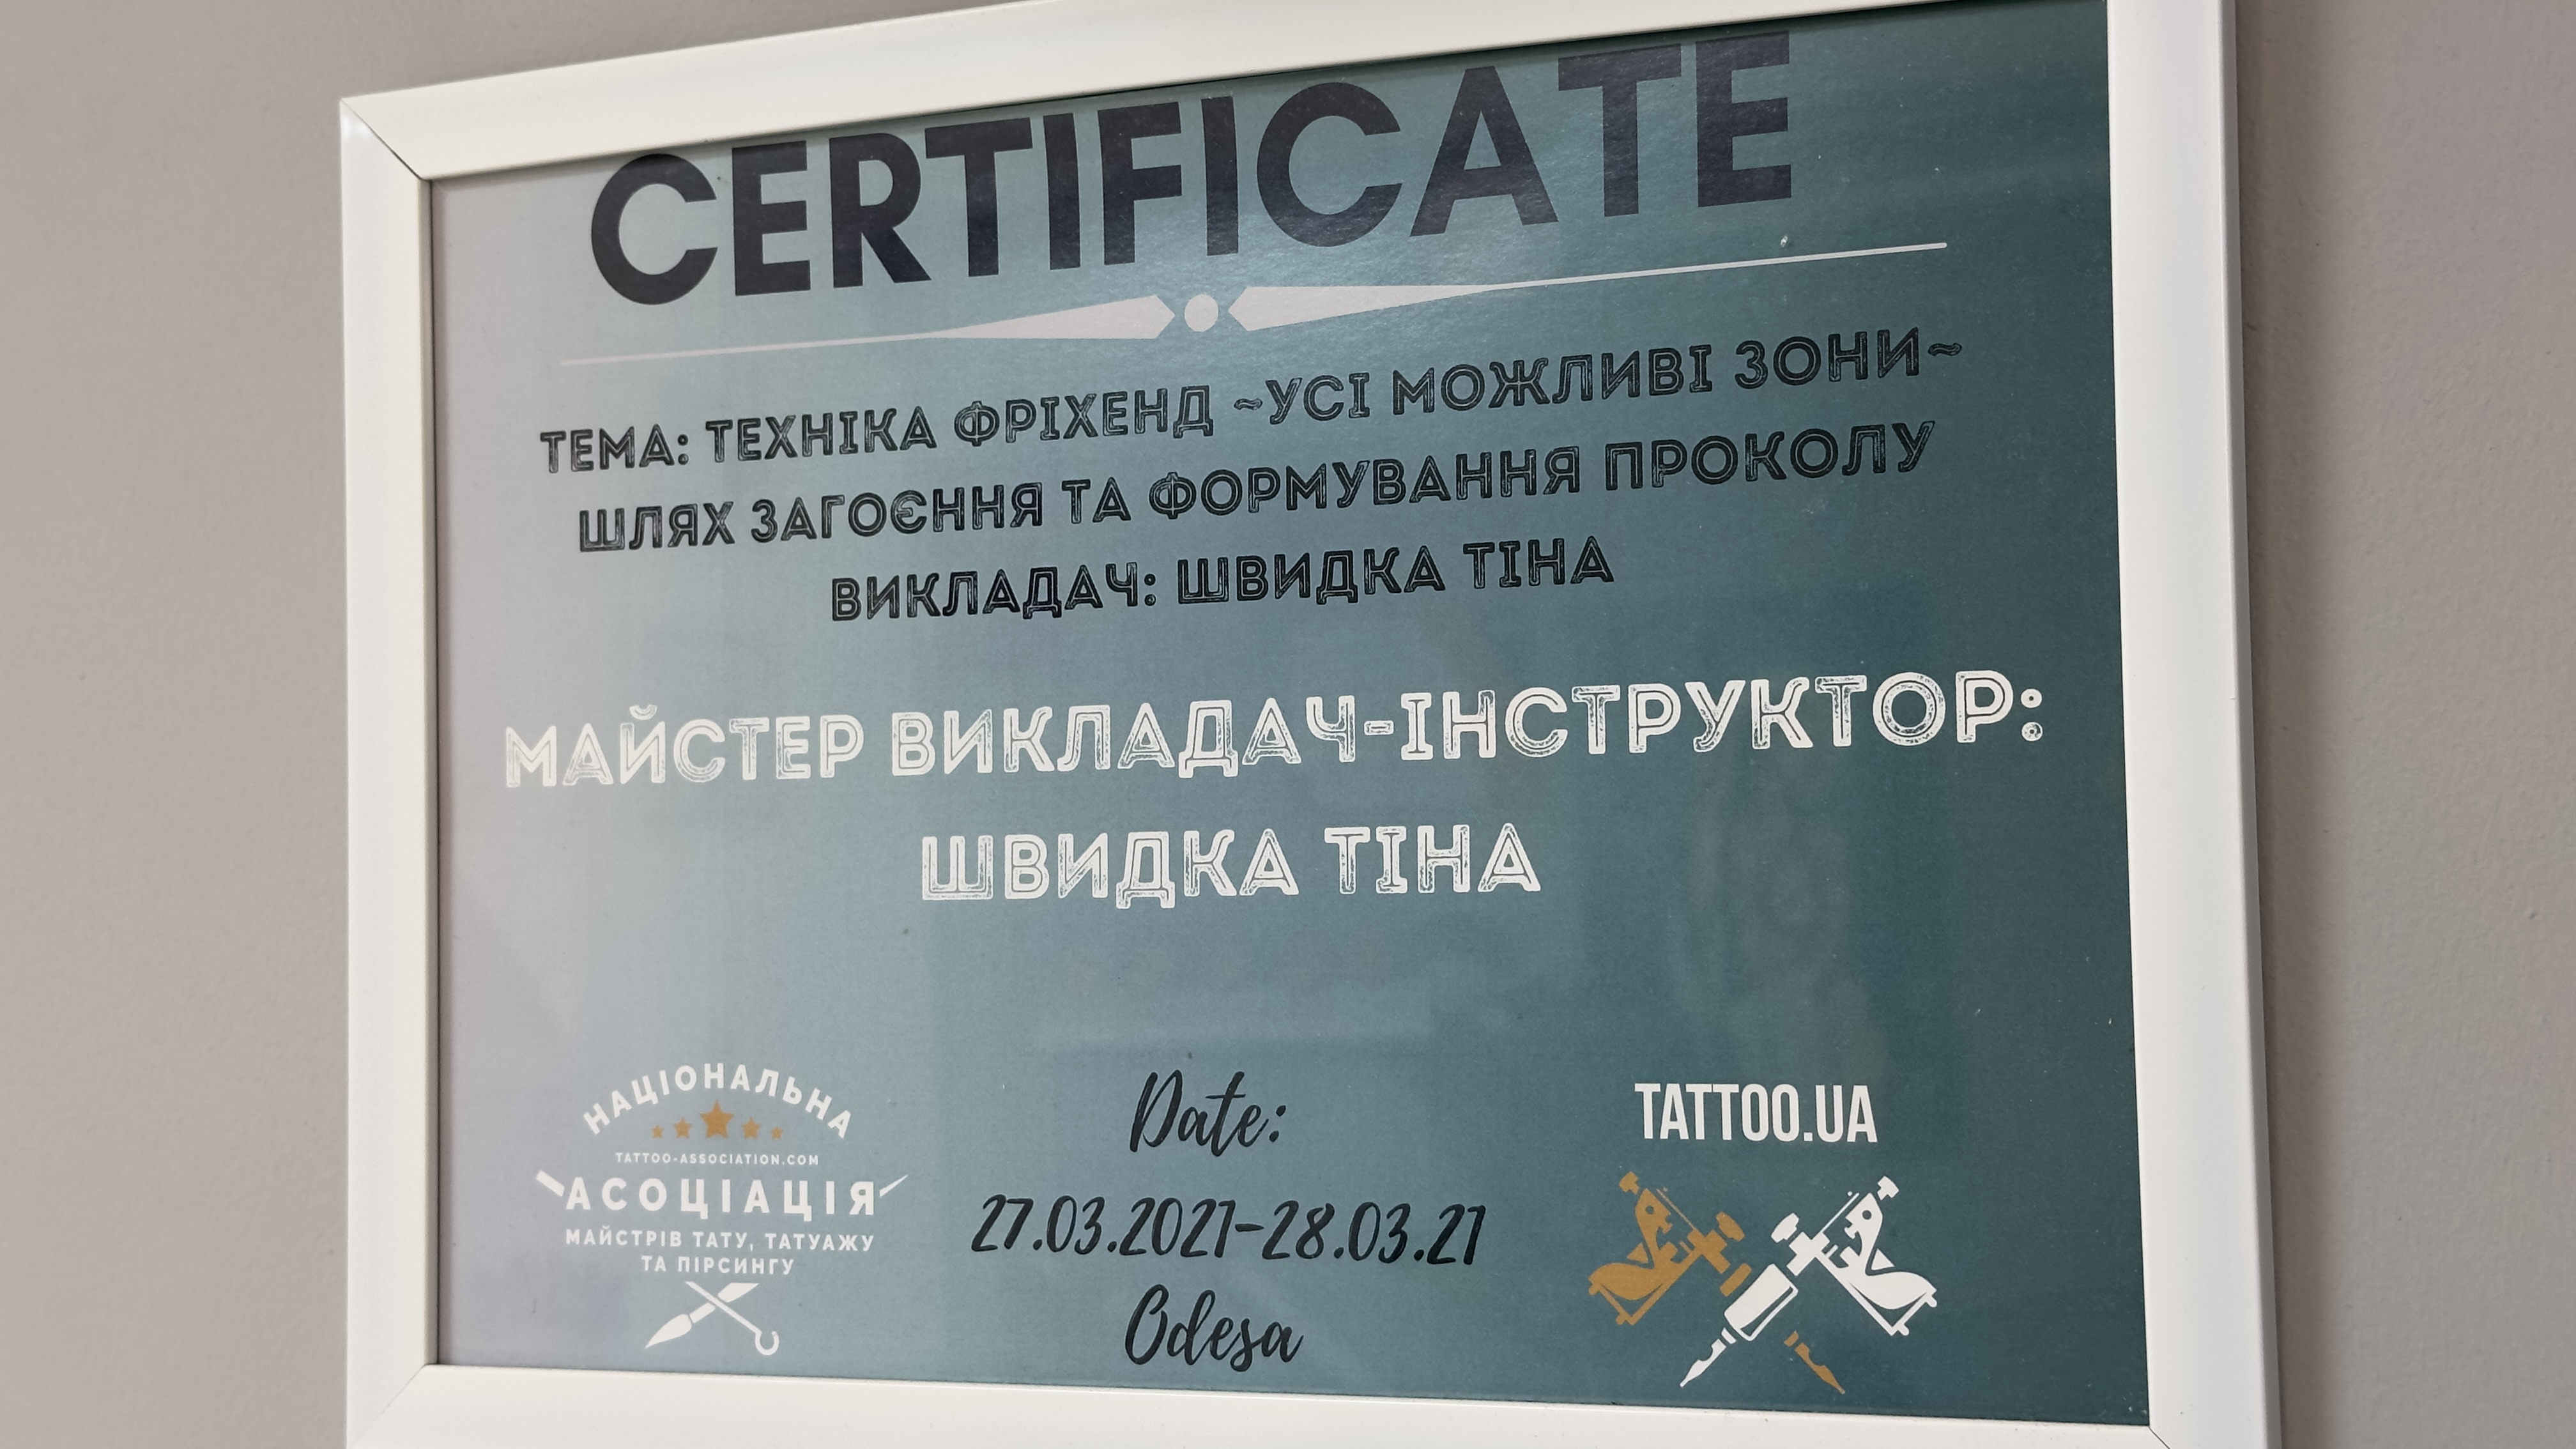 CERTIFICATE
ТЕМА: ТЕХНІКА ФРІХЕНД ~УСІ МОЖЛИВІ ЗОНИ~
ШЛЯХ ЗАГОЄННЯ ТА ФОРМУВАННЯ ПРОКОЛУ
ВИКЛАДАЧ: ШВИДКА ТІНА
МАЙСТЕР ВИКЛАДАЧ-ІНСТРУКТОР:
ШВИДКА ТІНА
НАЦІОНАЛЬНА
TATTOO-ASSOCIATION.COM
АСОЦІАЦІЯ
МАЙСТРІВ ТАТУ, ТАТУАЖУ
ТА ПІРСИНГУ
Date:
27.03.2021-28.03.21
Odesa
TATTOO.UA